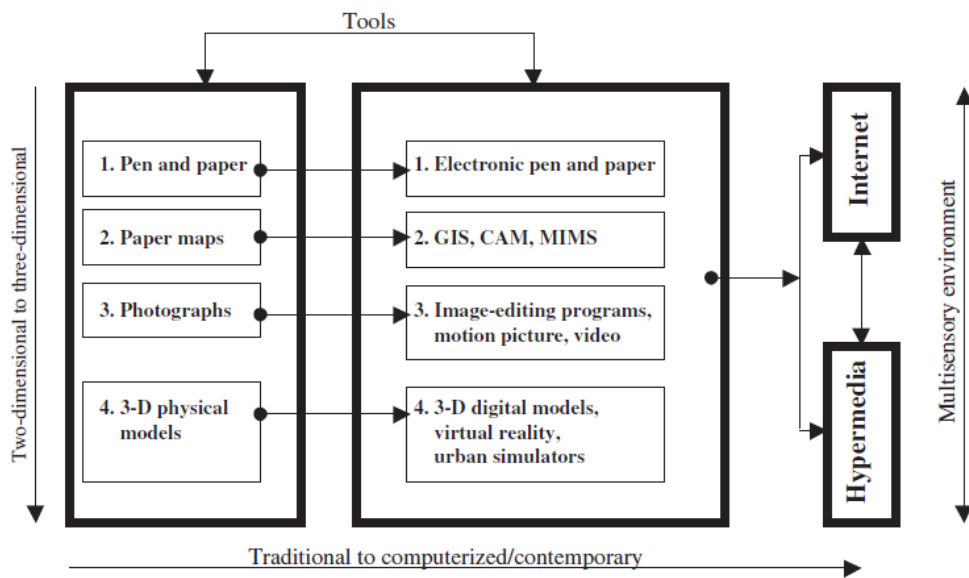 Tools
Two-dimensional to three-dimensional
1. Pen and paper
2. Paper maps
3. Photographs
4. 3-D physical
models
1. Electronic pen and paper
2. GIS, CAM, MIMS
3. Image-editing programs,
motion picture, video
4. 3-D digital models,
virtual reality,
urban simulators
Internet
Hypermedia
Multisensory environment
Traditional to computerized/contemporary